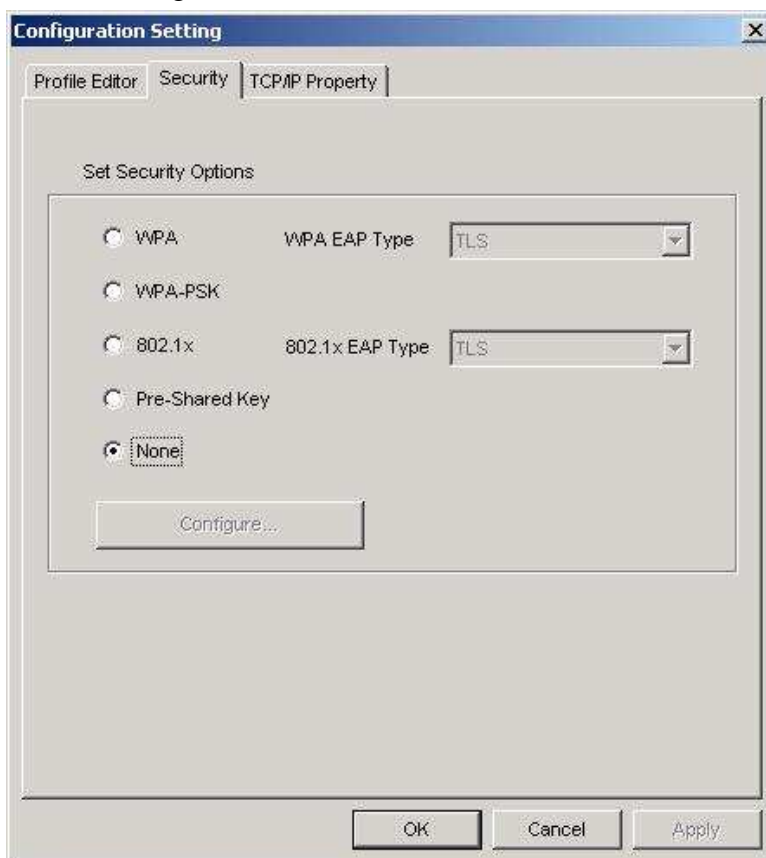 Configuration Setting
Profile Editor Security TCP/IP Property
Set Security Options
WPA WPA EAP Type TLS
WPA-PSK
802.1x 802.1x EAP Type TLS
Pre-Shared Key
None
Configure...
OK Cancel Apply